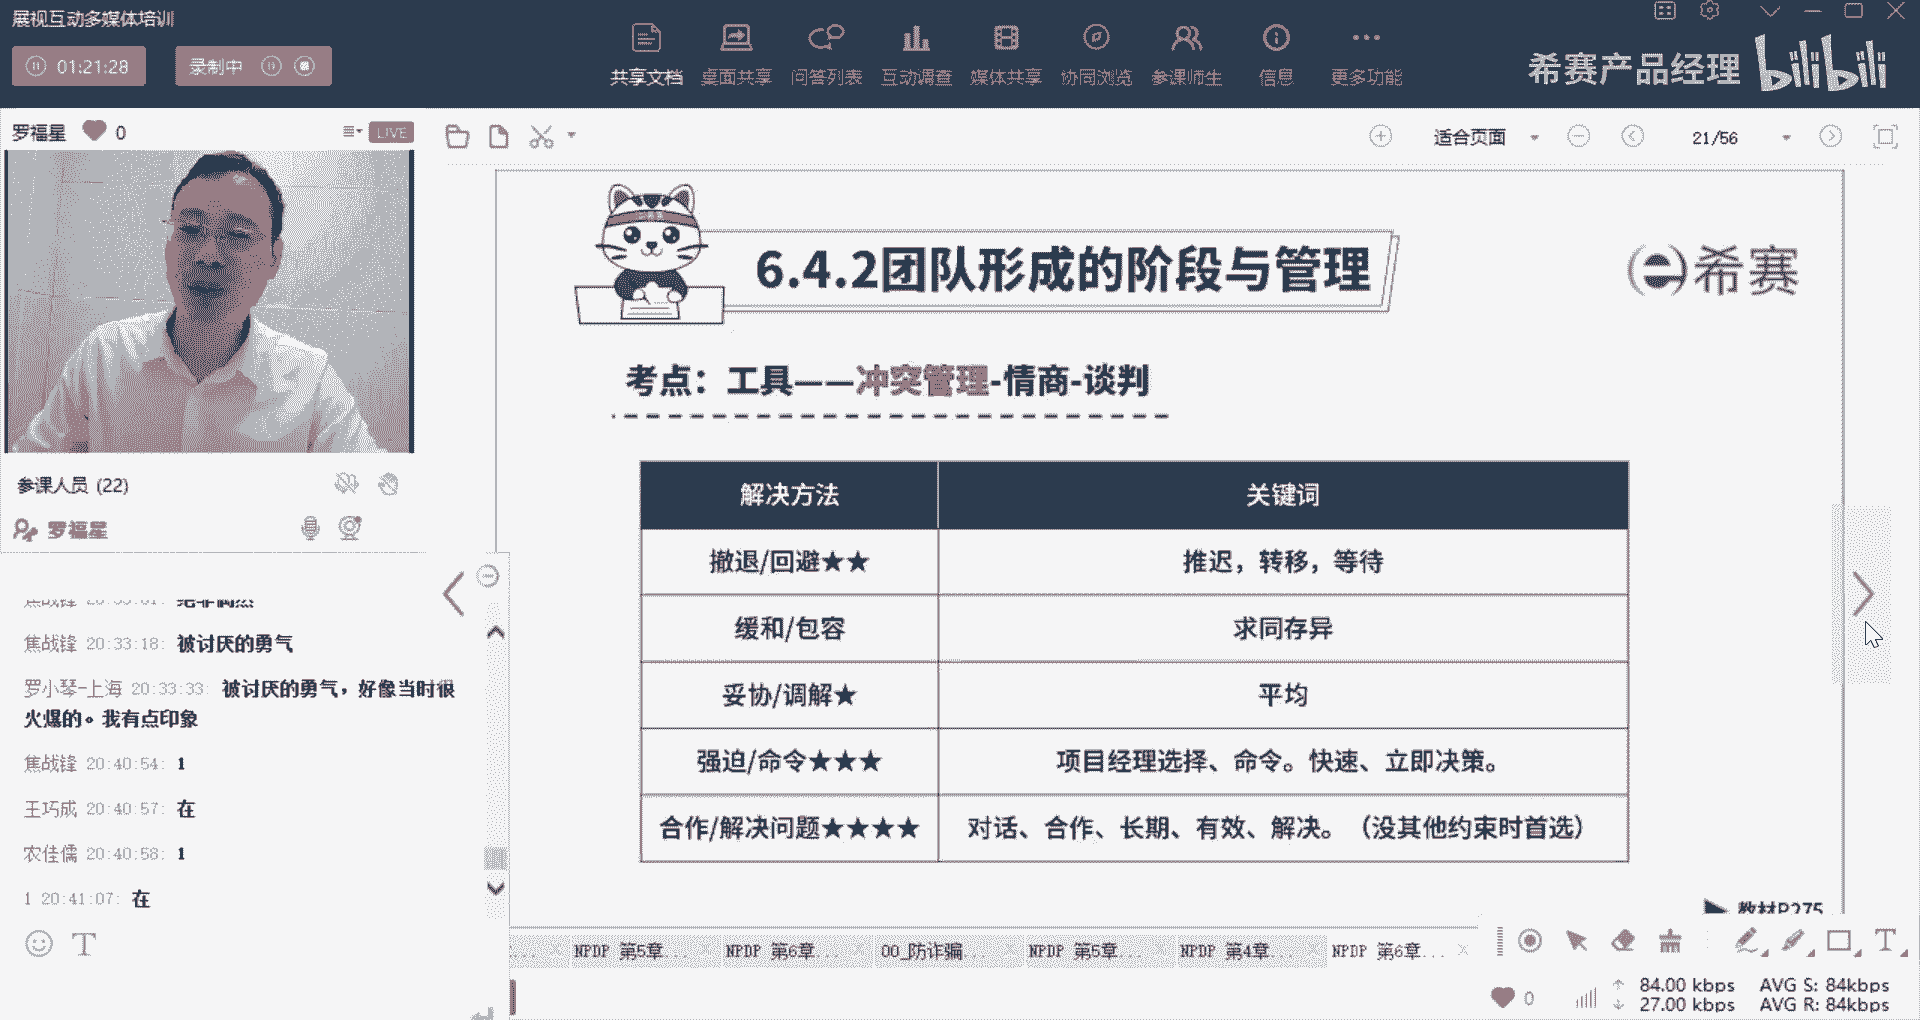 展视互动多媒体培训
01:21:28
录制中
共享文档 桌面共享 问答列表 互动调查 媒体共享 协同浏览 参课师生 信息 更多功能
希赛产品经理 bilibili
罗福星 0 LIVE
适合页面 21/56
参课人员 (22)
罗福星
焦战锋 20:33:18: 被讨厌的勇气
罗小琴-上海 20:33:33: 被讨厌的勇气，好像当时很
火爆的。我有点印象
焦战锋 20:40:54: 1
王巧成 20:40:57: 在
农佳儒 20:40:58: 1
1 20:41:07: 在
6.4.2团队形成的阶段与管理
希赛
考点：工具——冲突管理-情商-谈判
解决方法 关键词
撤退/回避★★ 推迟，转移，等待
缓和/包容 求同存异
妥协/调解★ 平均
强迫/命令★★★ 项目经理选择、命令。快速、立即决策。
合作/解决问题★★★★ 对话、合作、长期、有效、解决。（没其他约束时首选）
教材P275
... NPDP 第5章... NPDP 第6章... 00_防诈骗... NPDP 第5章... NPDP 第4章... NPDP 第6章...
0
84.00 kbps AVG S: 84kbps
27.00 kbps AVG R: 84kbps